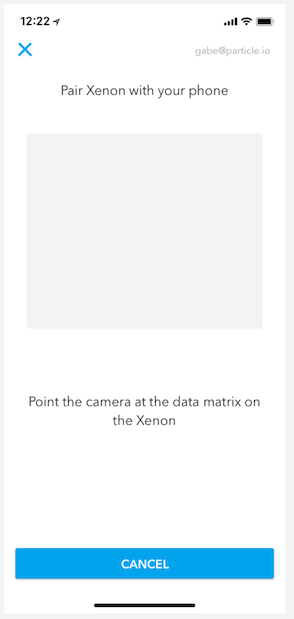 12:22
gabe@particle.io
Pair Xenon with your phone
Point the camera at the data matrix on
the Xenon
CANCEL